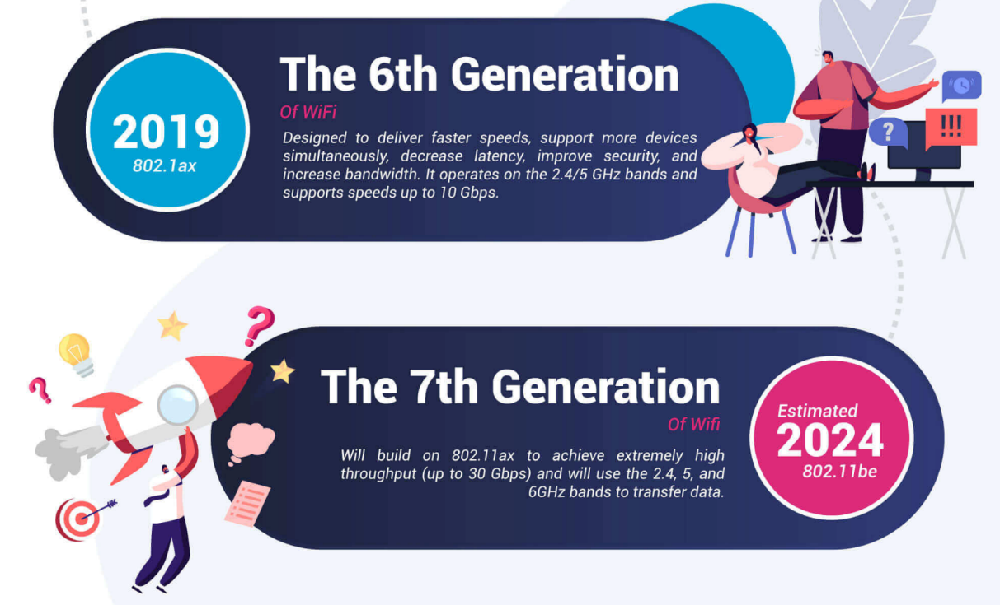 The 6th Generation
Of WiFi
2019
802.1ax
Designed to deliver faster speeds, support more devices
simultaneously, decrease latency, improve security, and
increase bandwidth. It operates on the 2.4/5 GHz bands and
supports speeds up to 10 Gbps.
?
!!!
?
?
The 7th Generation
Of Wifi
Estimated
2024
802.11be
Will build on 802.11ax to achieve extremely high
throughput (up to 30 Gbps) and will use the 2.4, 5, and
6GHz bands to transfer data.